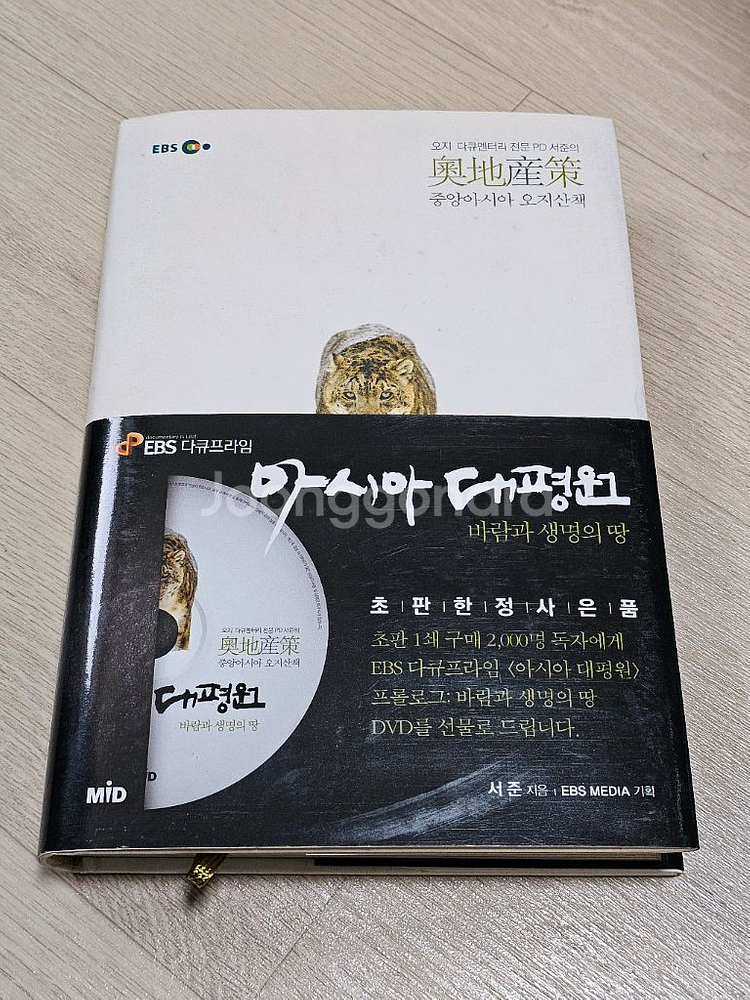 EBS
오지 다큐멘터리 전문 PD 서준의
奧地産策
중앙아시아 오지산책
documentary is Life!
EBS 다큐프라임
아시아 대평원
바람과 생명의 땅
Joonggonara
초|판|한|정|사|은|품
초판 1쇄 구매 2,000명 독자에게
EBS 다큐프라임 〈아시아 대평원〉
프롤로그: 바람과 생명의 땅
DVD를 선물로 드립니다.
오지 다큐멘터리 전문 PD 서준의
奧地産策
중앙아시아 오지산책
대평원
바람과 생명의 땅
MiD
D
서준 지음 | EBS MEDIA 기획